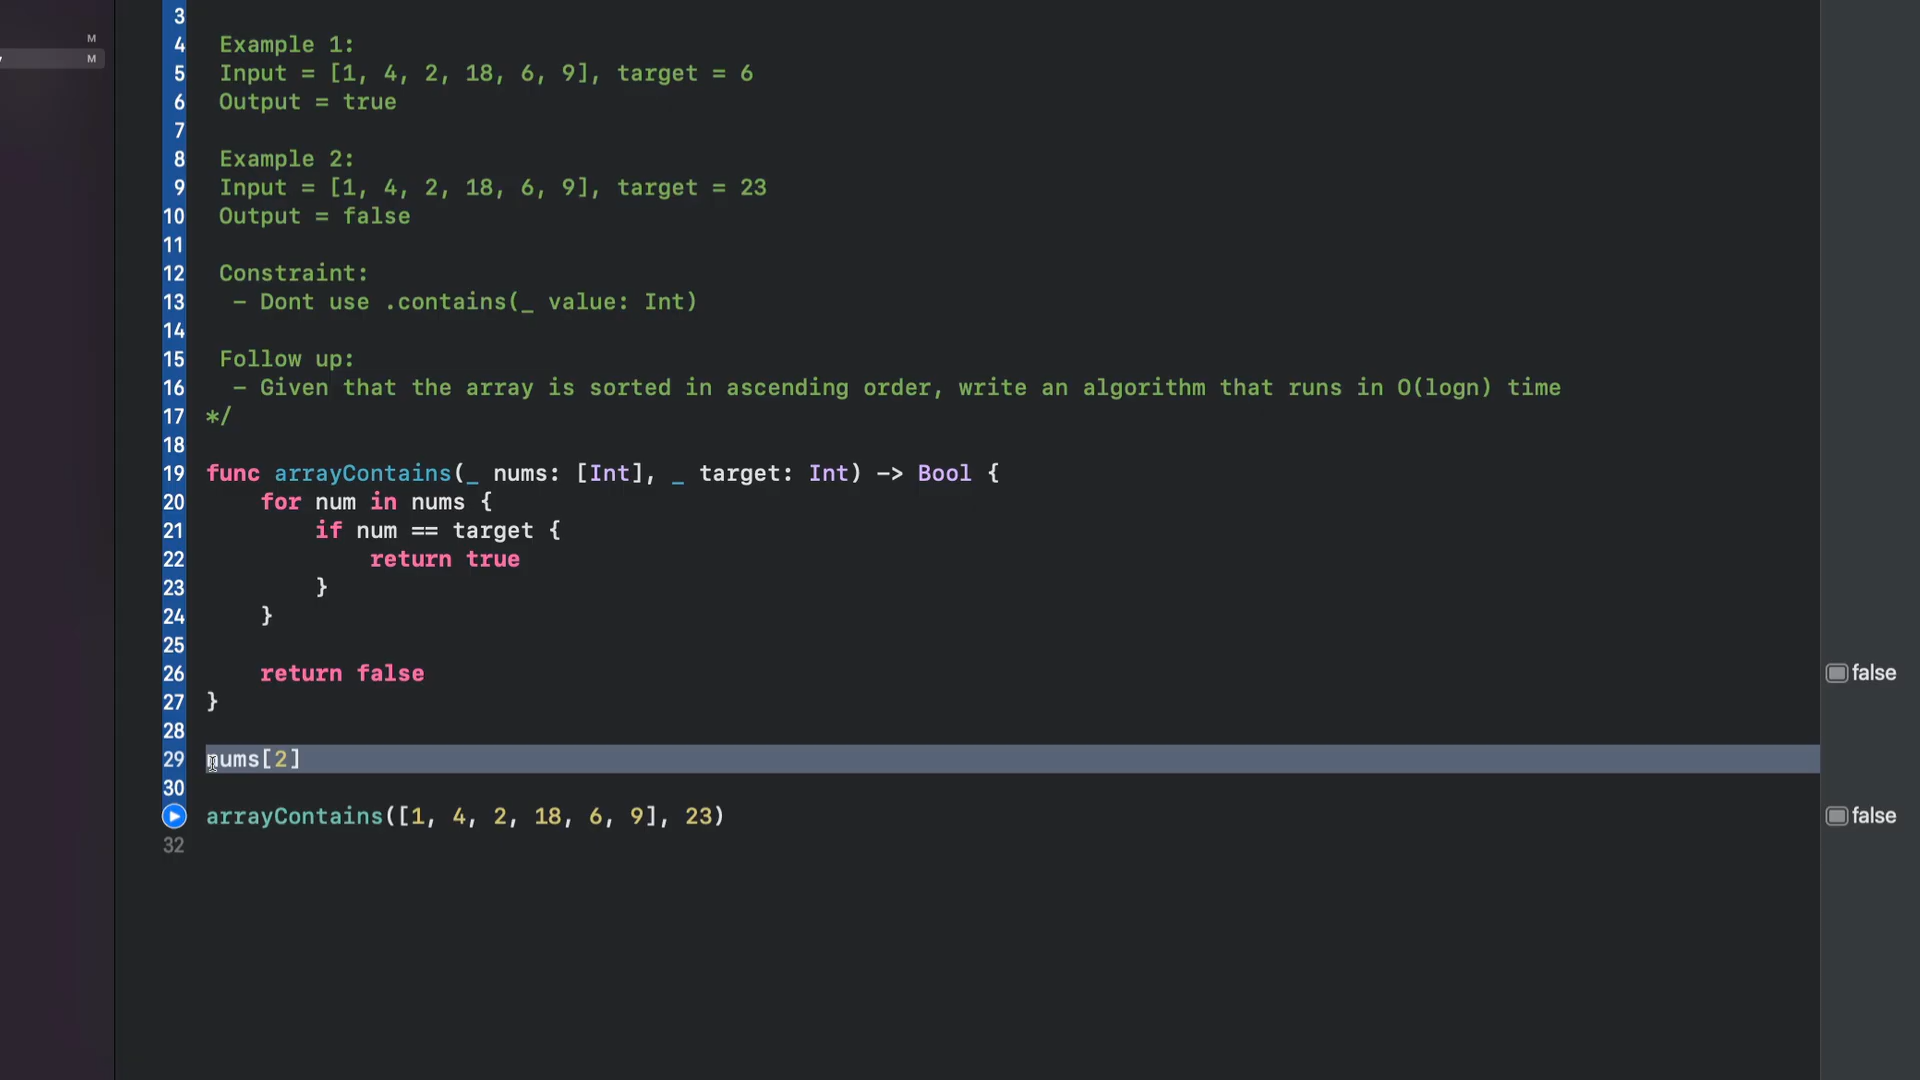 M
M
3
4 Example 1:
5 Input = [1, 4, 2, 18, 6, 9], target = 6
6 Output = true
7
8 Example 2:
9 Input = [1, 4, 2, 18, 6, 9], target = 23
10 Output = false
11
12 Constraint:
13 - Dont use .contains(_ value: Int)
14
15 Follow up:
16 - Given that the array is sorted in ascending order, write an algorithm that runs in O(logn) time
17 */
18
19 func arrayContains(_ nums: [Int], _ target: Int) -> Bool {
20 for num in nums {
21 if num == target {
22 return true
23 }
24 }
25
26 return false false
27 }
28
29 nums[2]
30
arrayContains([1, 4, 2, 18, 6, 9], 23) false
32